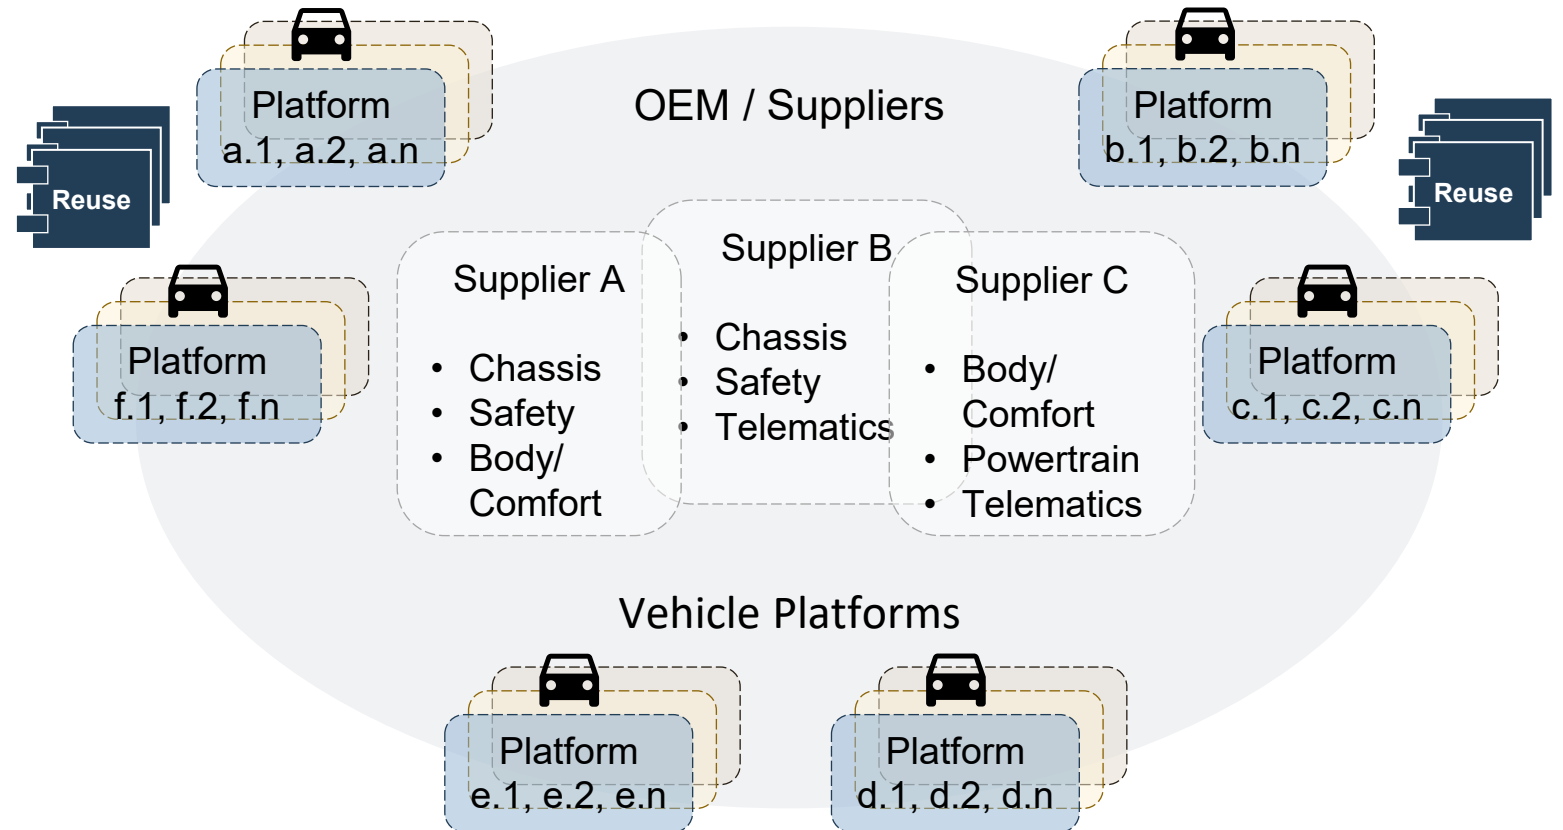 Platform
a.1, a.2, a.n
OEM / Suppliers
Platform
b.1, b.2, b.n
Reuse
Reuse
Supplier A
• Chassis
• Safety
• Body/
Comfort
Supplier B
• Chassis
• Safety
• Telematics
Supplier C
• Body/
Comfort
• Powertrain
• Telematics
Platform
f.1, f.2, f.n
Platform
c.1, c.2, c.n
Vehicle Platforms
Platform
e.1, e.2, e.n
Platform
d.1, d.2, d.n